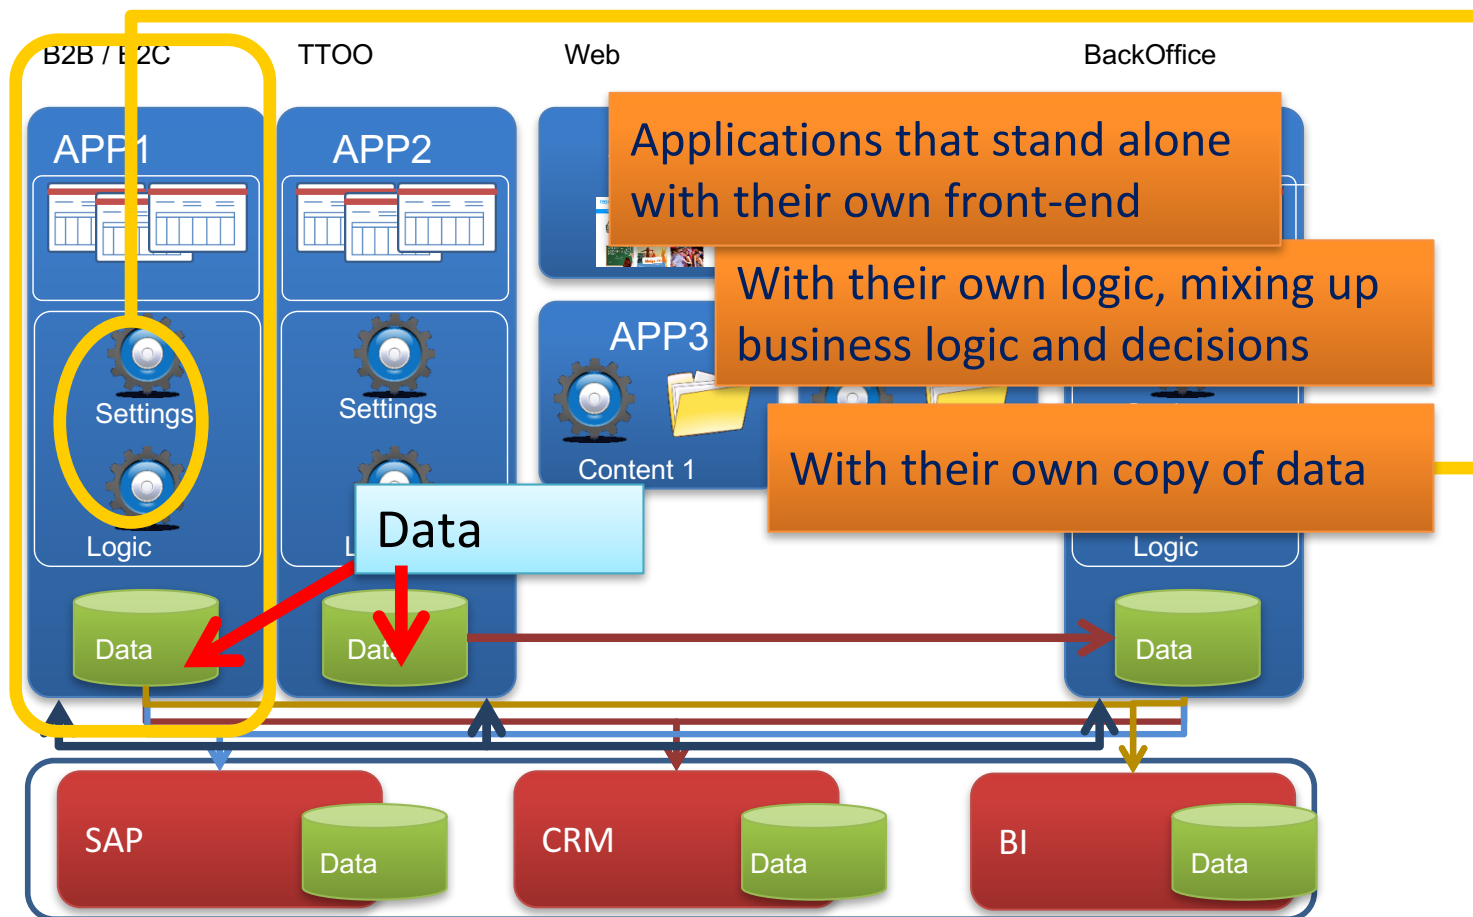 B2B / B2C
TTOO
Web
BackOffice
APP1
APP2
Applications that stand alone
with their own front-end
With their own logic, mixing up
business logic and decisions
APP3
Settings
Settings
With their own copy of data
Content 1
Data
Logic
Logic
Data
Data
Data
SAP
Data
CRM
Data
BI
Data